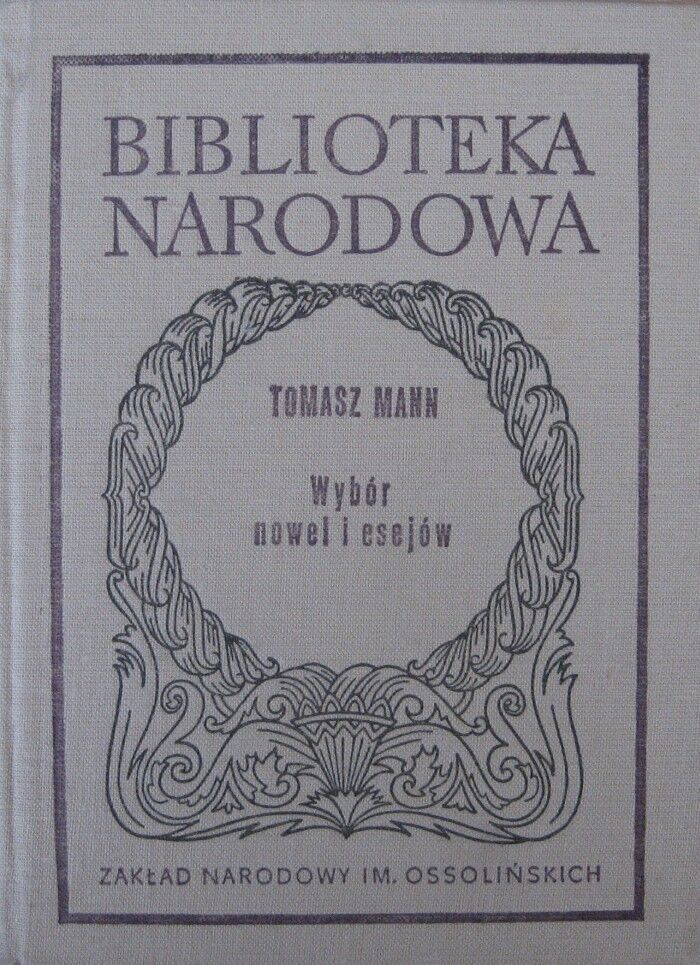 BIBLIOTEKA
NARODOWA
TOMASZ MANN
Wybór
nowel i esejów
ZAKŁAD NARODOWY IM. OSSOLIŃSKICH